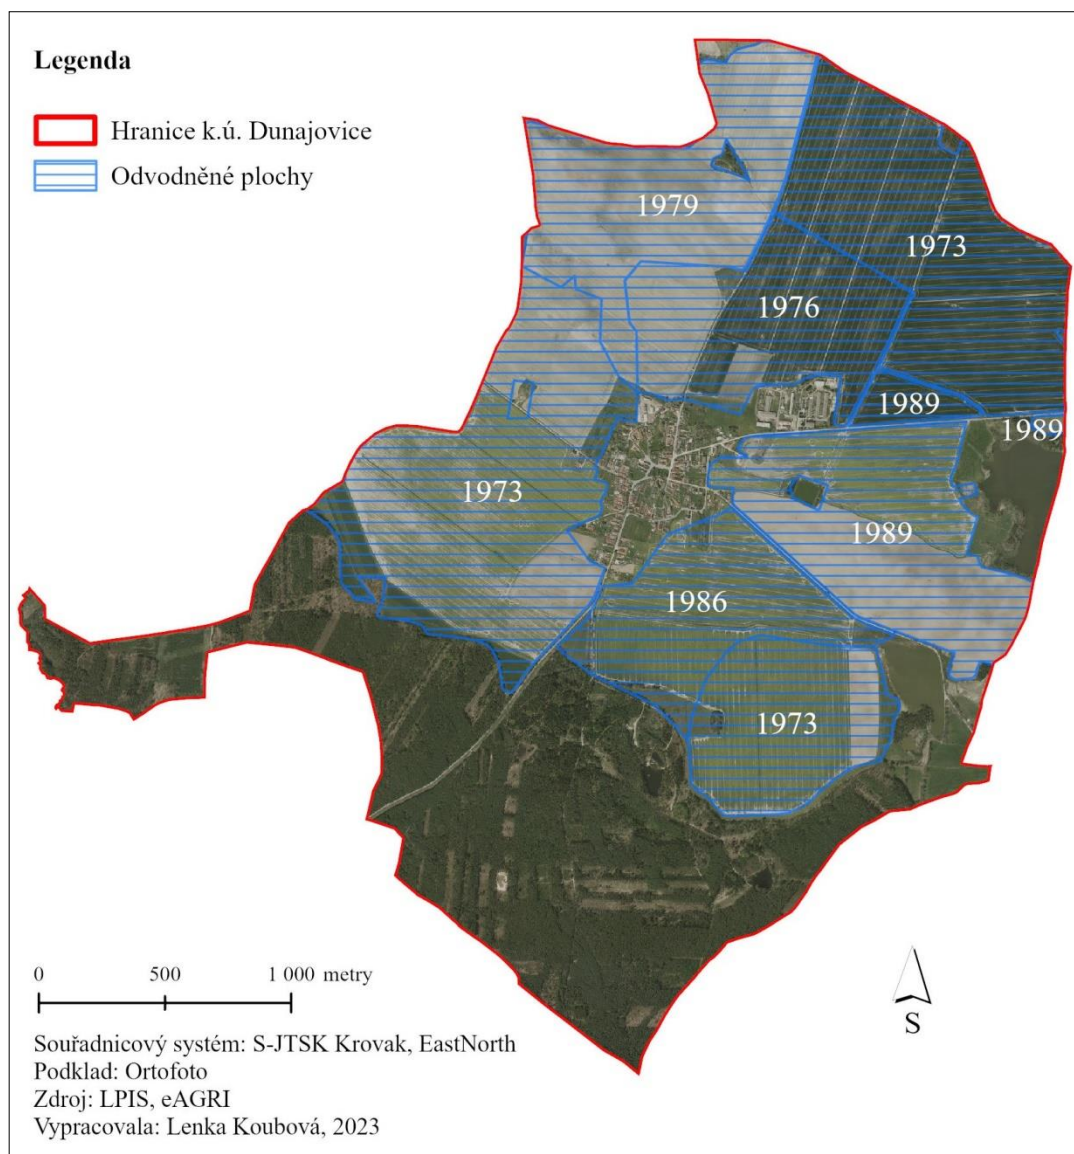 Legenda
Hranice k.ú. Dunajovice
Odvodněné plochy
1979
1973
1976
1989
1989
1973
1989
1986
1973
0 500 1 000 metry
S
Souřadnicový systém: S-JTSK Krovak, EastNorth
Podklad: Ortofoto
Zdroj: LPIS, eAGRI
Vypracovala: Lenka Koubová, 2023